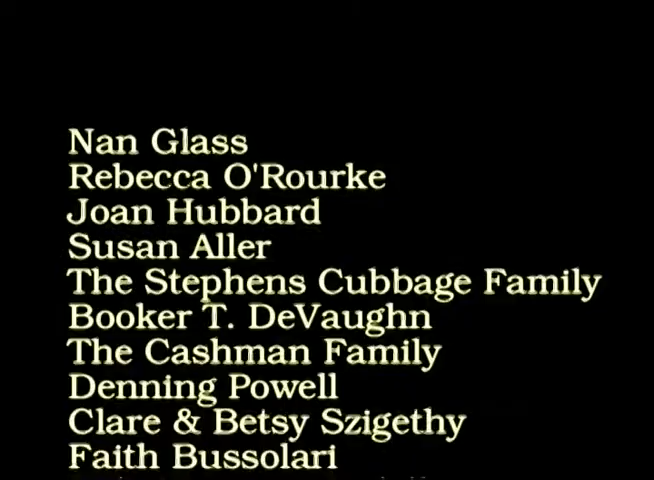 Nan Glass
Rebecca O'Rourke
Joan Hubbard
Susan Aller
The Stephens Cubbage Family
Booker T. DeVaughn
The Cashman Family
Denning Powell
Clare & Betsy Szigethy
Faith Bussolari